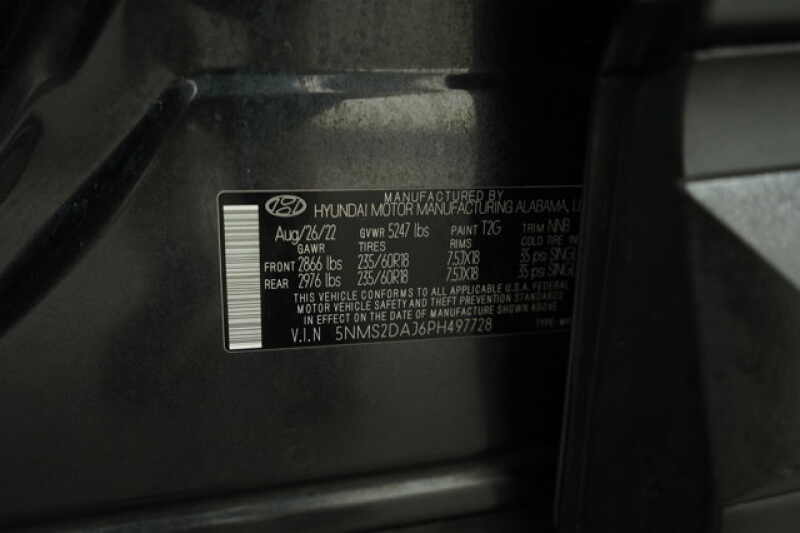 MANUFACTURED BY
HYUNDAI MOTOR MANUFACTURING ALABAMA,
Aug/26/22 GVWR 5247 lbs PAINT T2G TRIM NNB
GAWR TIRES RIMS COLD TIRE
FRONT 2866 lbs 235/60R18 7.5JX18 35 psi
REAR 2976 lbs 235/60R18 7.5JX18 35 psi
THIS VEHICLE CONFORMS TO ALL APPLICABLE U.S.A. FEDERAL
MOTOR VEHICLE SAFETY AND THEFT PREVENTION STANDARDS
IN EFFECT ON THE DATE OF MANUFACTURE SHOWN ABOVE
V.I.N 5NMS2DAJ6PH497728 TYPE: